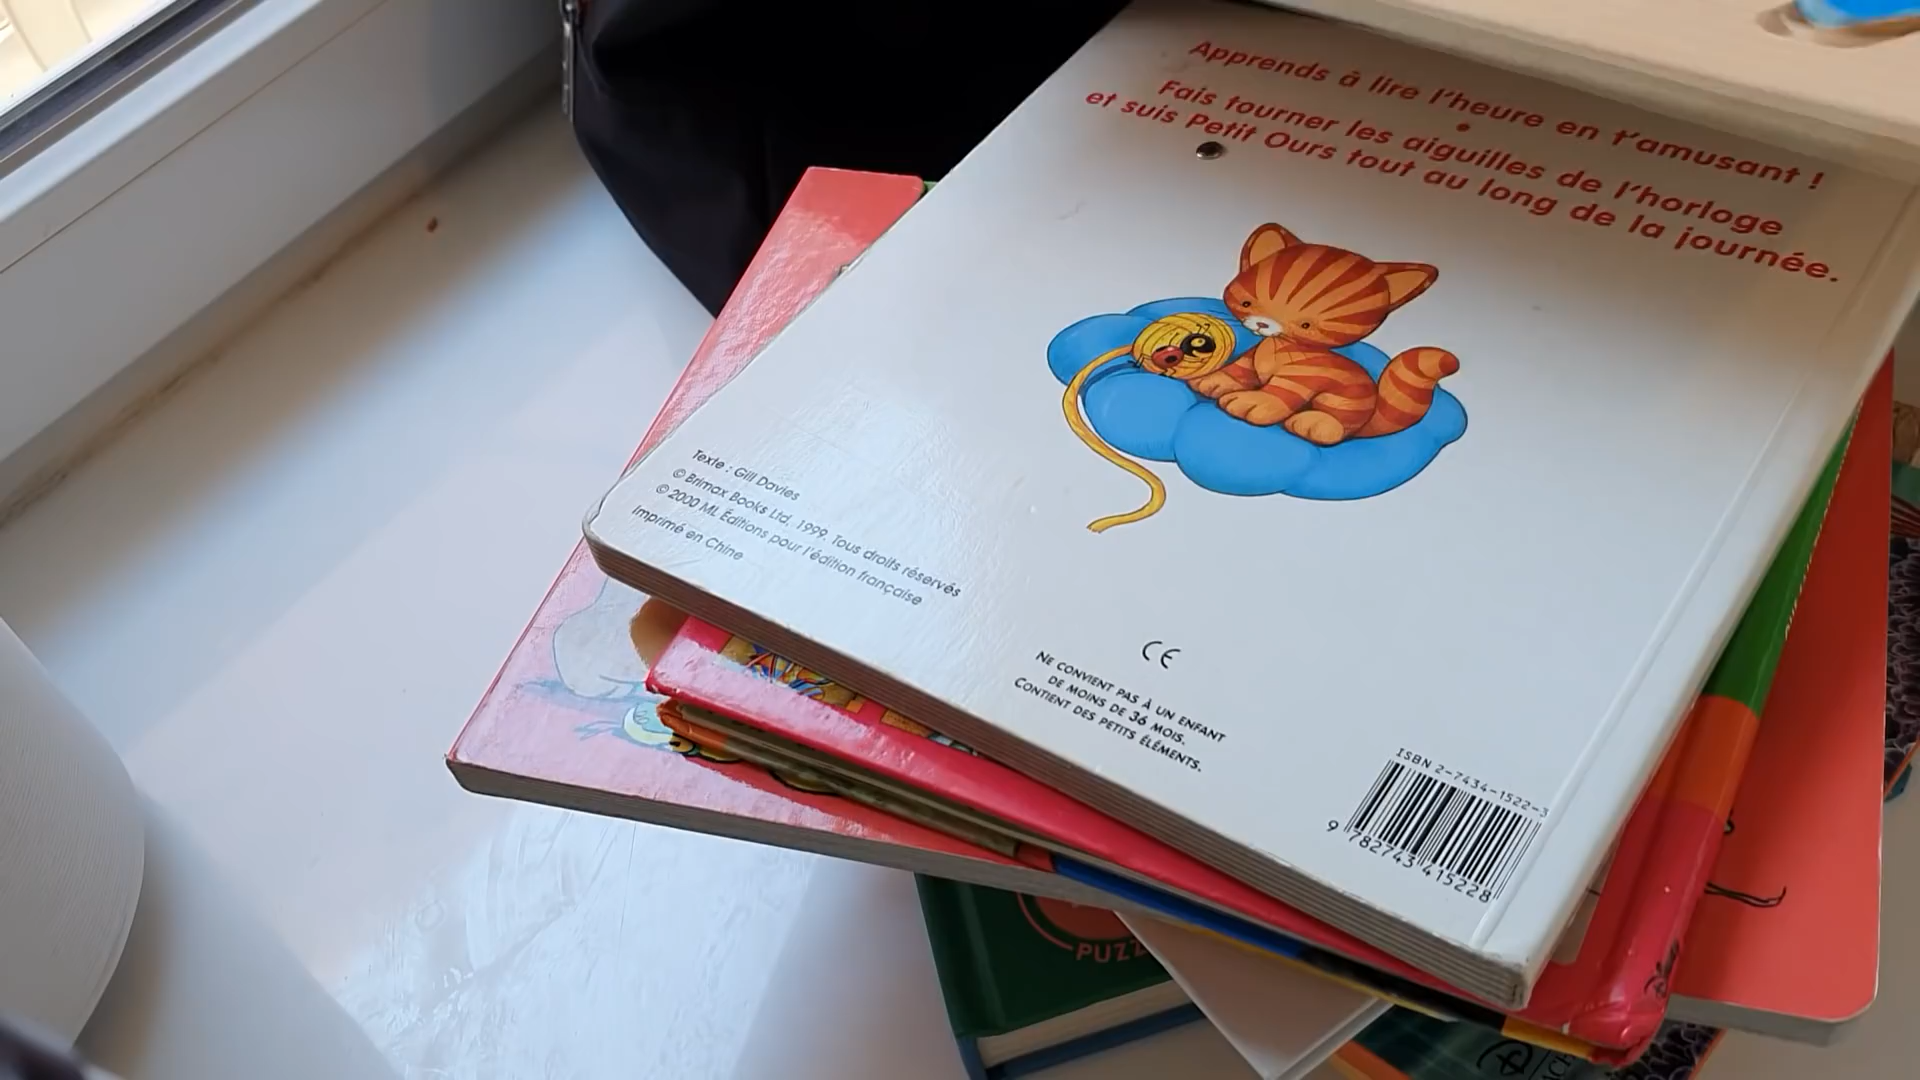 Apprends à lire l'heure en t'amusant !
•
Fais tourner les aiguilles de l'horloge
et suis Petit Ours tout au long de la journée.
Texte : Gill Davies
© Brimax Books Ltd, 1999. Tous droits réservés
© 2000 ML Éditions pour l'édition française
Imprimé en Chine
CE
NE CONVIENT PAS À UN ENFANT
DE MOINS DE 36 MOIS.
CONTIENT DES PETITS ÉLÉMENTS.
ISBN 2-7434-1522-3
9 782743 415228
PUZZ
Disney